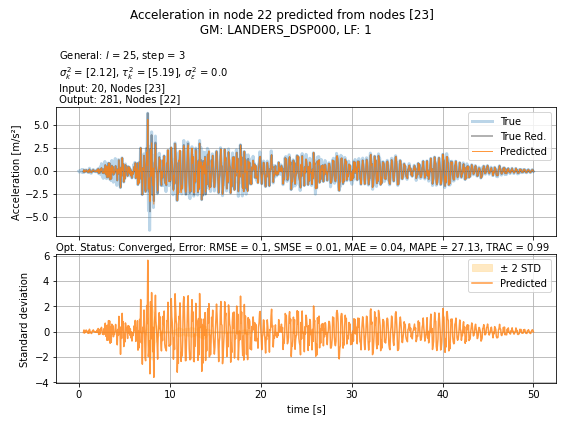 Acceleration in node 22 predicted from nodes [23]
GM: LANDERS_DSP000, LF: 1
General: l = 25, step = 3
σ²ₖ = [2.12], τ²ₖ = [5.19], σ²ε = 0.0
Input: 20, Nodes [23]
Output: 281, Nodes [22]
Acceleration [m/s²]
5.0
2.5
0.0
−2.5
−5.0
True
True Red.
Predicted
Opt. Status: Converged, Error: RMSE = 0.1, SMSE = 0.01, MAE = 0.04, MAPE = 27.13, TRAC = 0.99
Standard deviation
6
4
2
0
−2
−4
± 2 STD
Predicted
0 10 20 30 40 50
time [s]